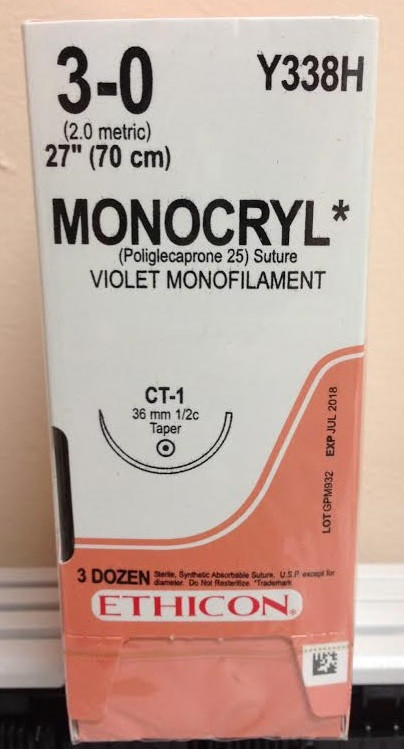 3-0
Y338H
(2.0 metric)
27" (70 cm)
MONOCRYL*
(Poliglecaprone 25) Suture
VIOLET MONOFILAMENT
CT-1
36 mm 1/2c
Taper
LOT GPM932 EXP JUL 2018
3 DOZEN
Sterile, Synthetic Absorbable Suture. U.S.P. except for
diameter. Do Not Resterilize. *Trademark
ETHICON®